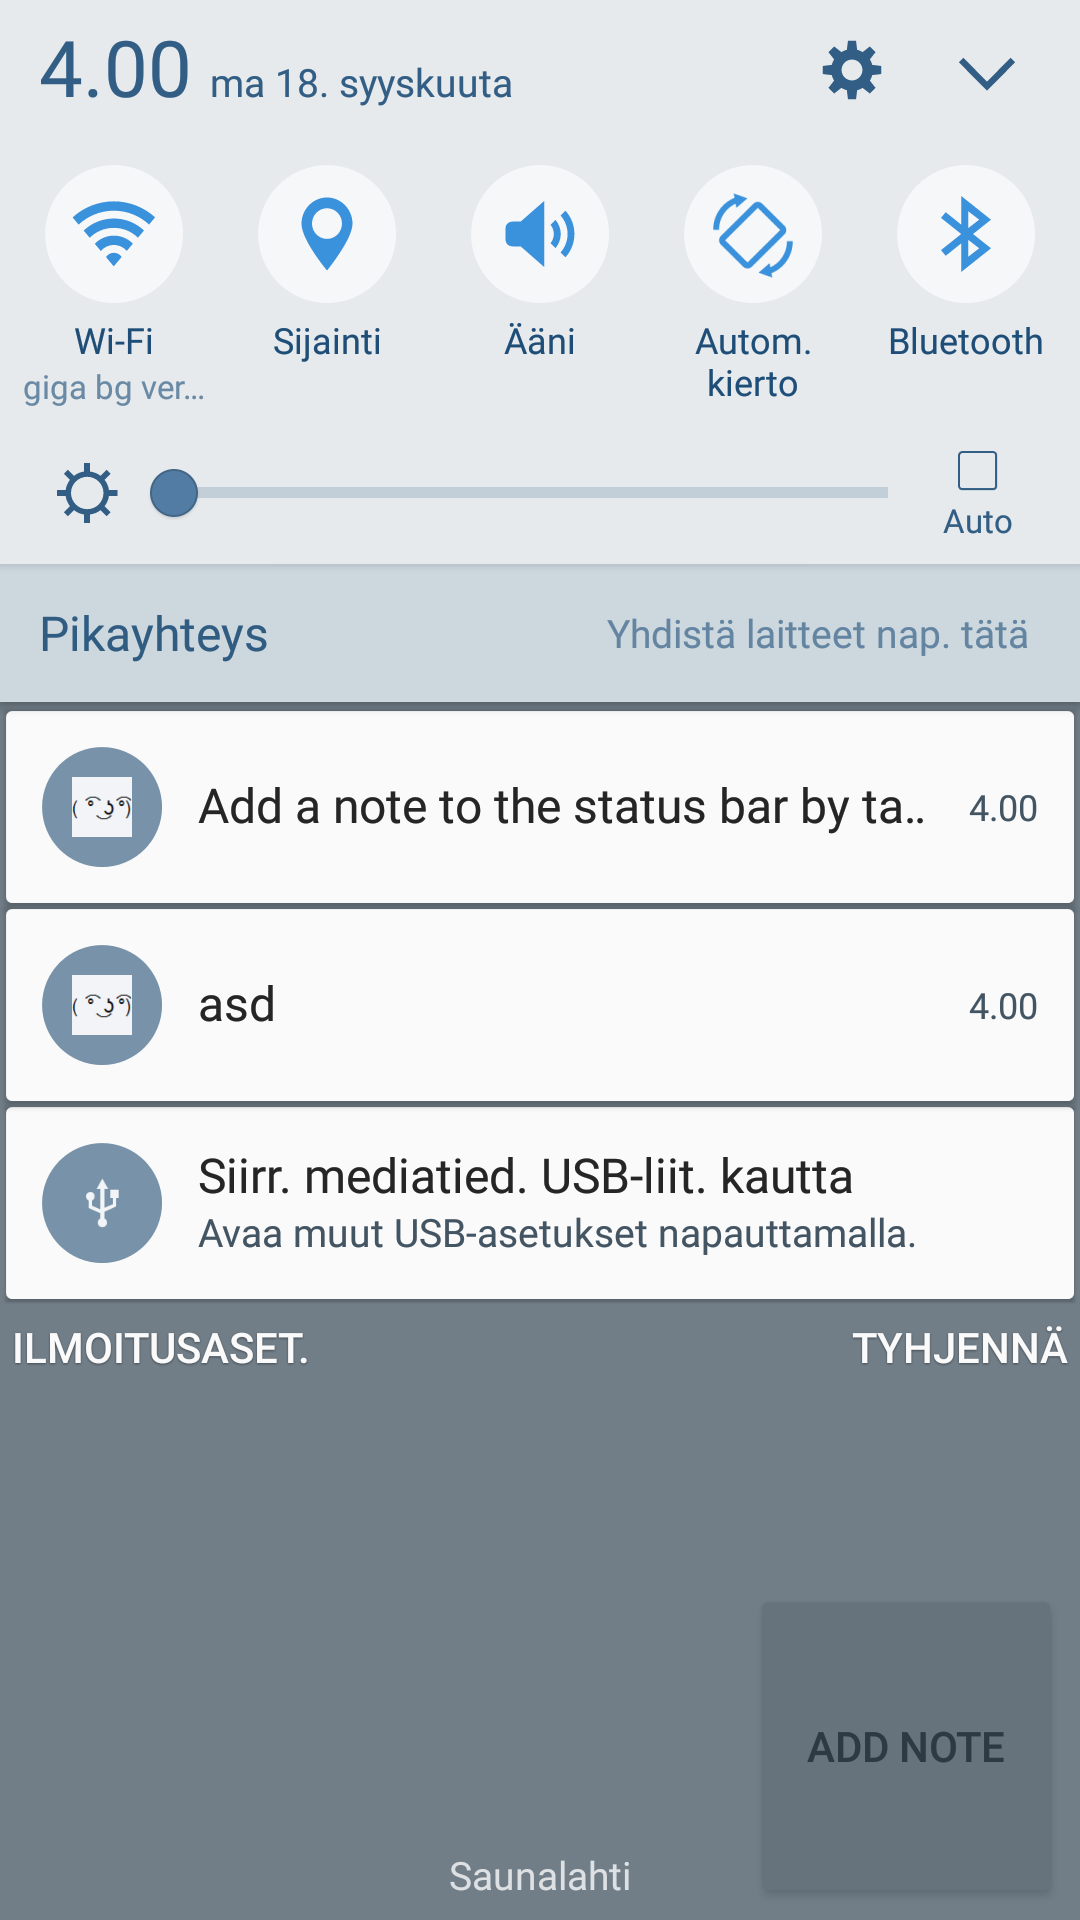 4.00 ma 18. syyskuuta
Wi-Fi
giga bg ver...
Sijainti
Ääni
Autom.
kierto
Bluetooth
Auto
Pikayhteys
Yhdistä laitteet nap. tätä
( ͡° ͜ʖ ͡°)
Add a note to the status bar by ta.. 4.00
( ͡° ͜ʖ ͡°)
asd 4.00
Siirr. mediatied. USB-liit. kautta
Avaa muut USB-asetukset napauttamalla.
ILMOITUSASET. TYHJENNÄ
ADD NOTE
Saunalahti